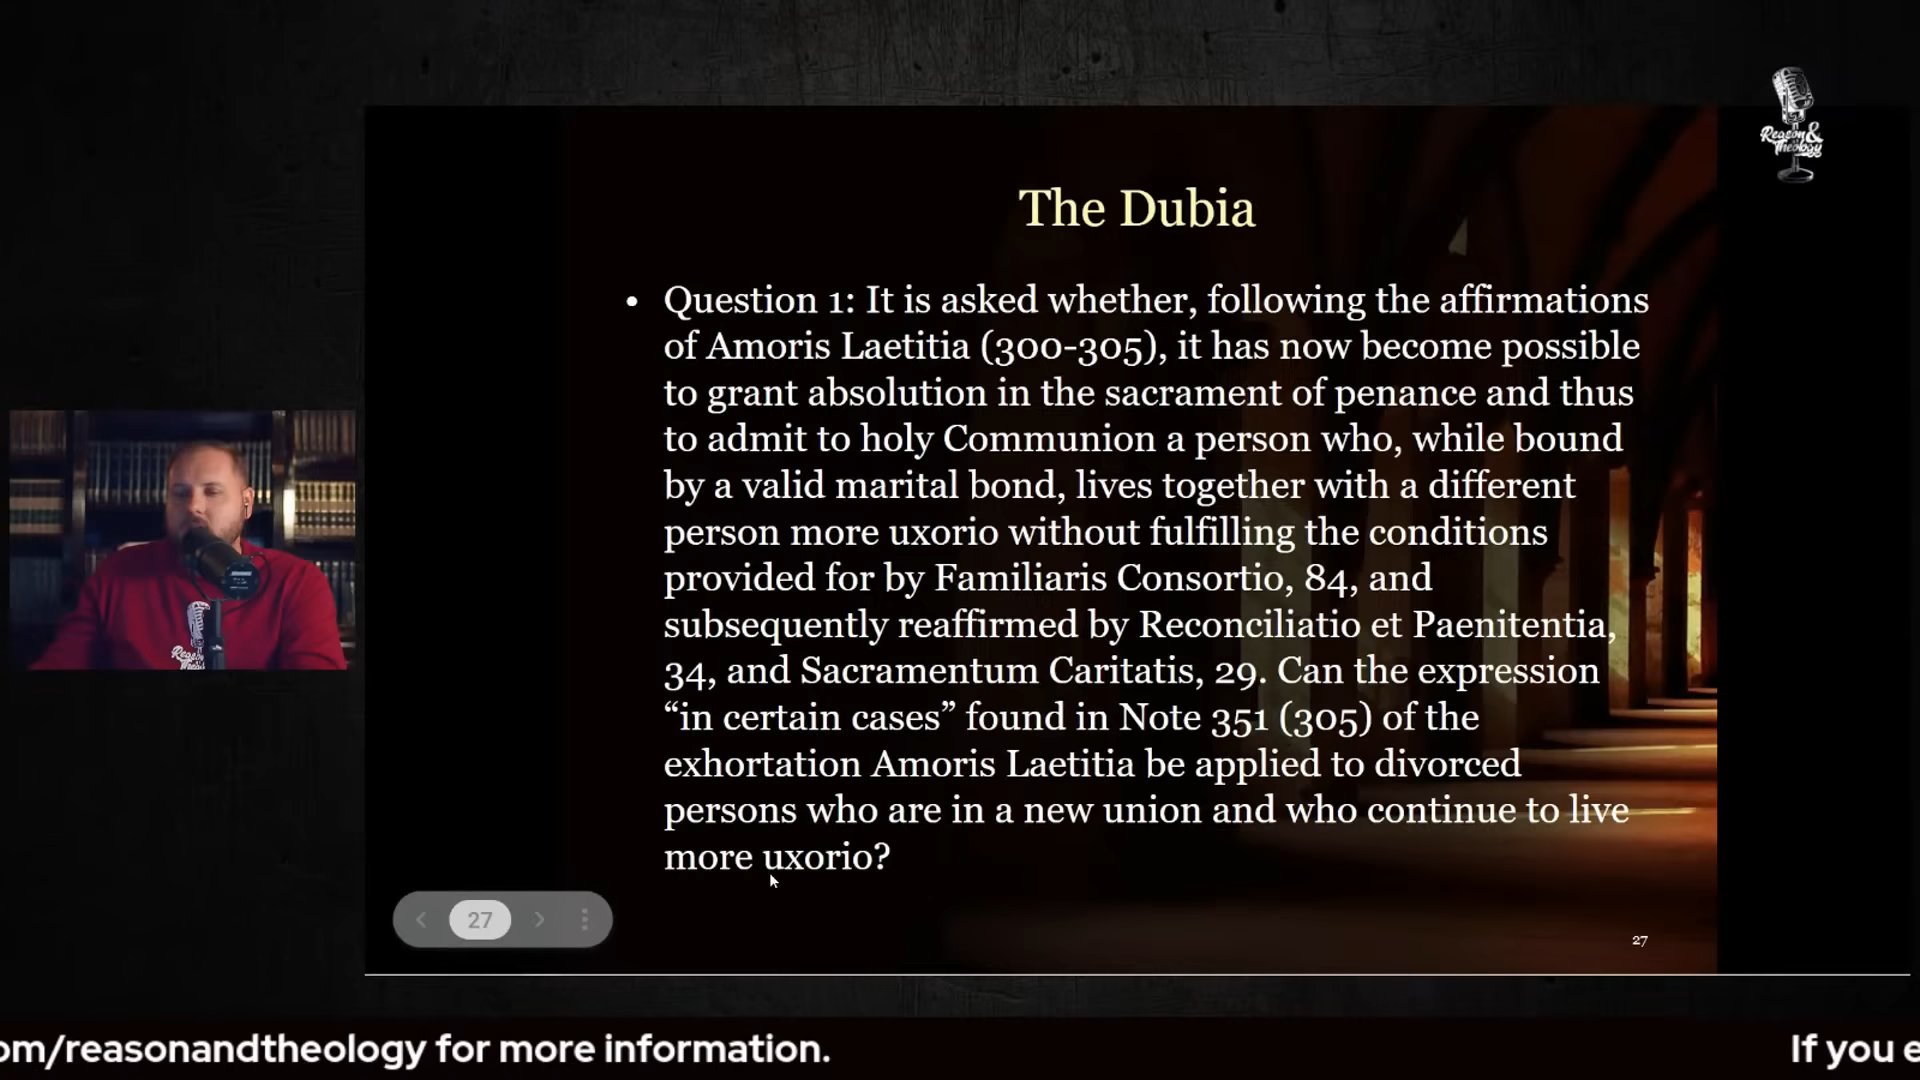 Reason &
Theology
The Dubia
• Question 1: It is asked whether, following the affirmations
of Amoris Laetitia (300-305), it has now become possible
to grant absolution in the sacrament of penance and thus
to admit to holy Communion a person who, while bound
by a valid marital bond, lives together with a different
person more uxorio without fulfilling the conditions
provided for by Familiaris Consortio, 84, and
subsequently reaffirmed by Reconciliatio et Paenitentia,
34, and Sacramentum Caritatis, 29. Can the expression
“in certain cases” found in Note 351 (305) of the
exhortation Amoris Laetitia be applied to divorced
persons who are in a new union and who continue to live
more uxorio?
27
27
om/reasonandtheology for more information.
If you e